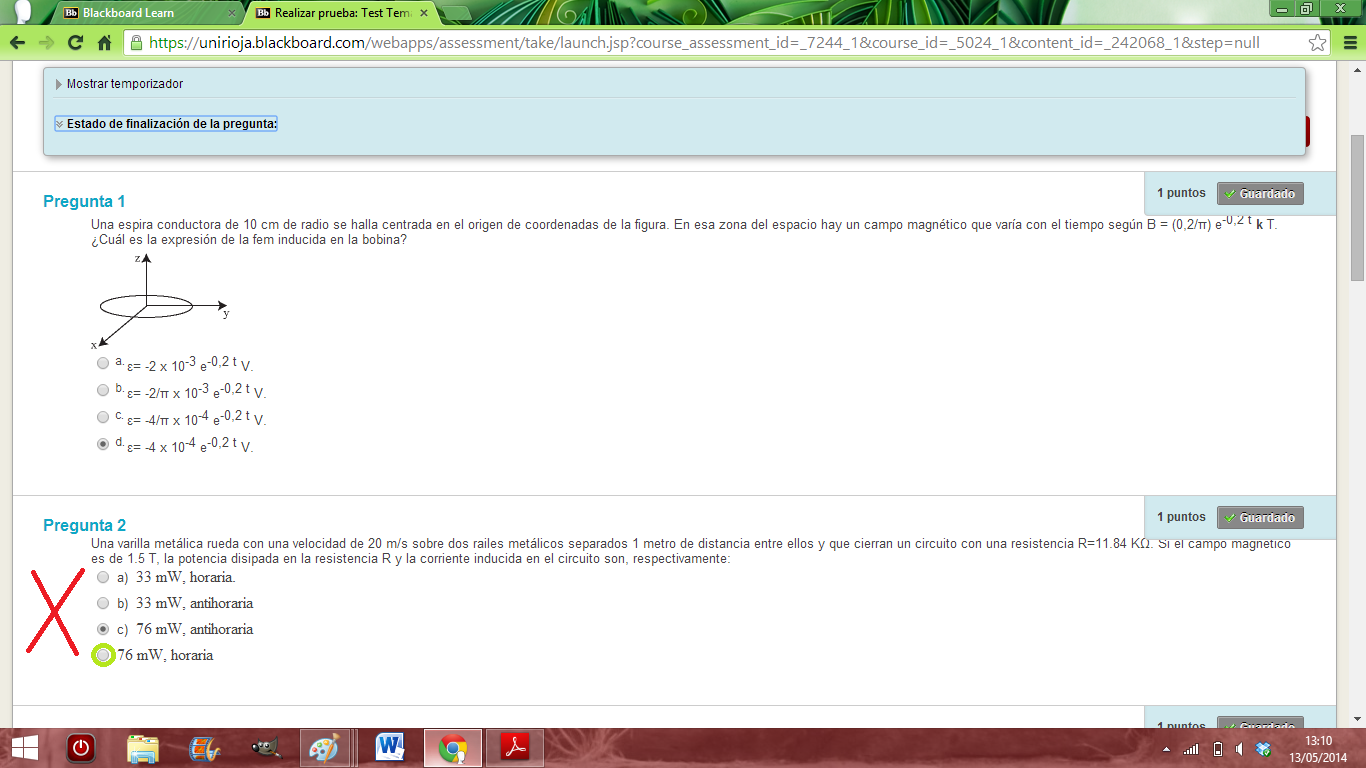 Blackboard Learn
Realizar prueba: Test Tem
https://unirioja.blackboard.com/webapps/assessment/take/launch.jsp?course_assessment_id=_7244_1&course_id=_5024_1&content_id=_242068_1&step=null
Mostrar temporizador
Estado de finalización de la pregunta:
Pregunta 1
1 puntos
Guardado
Una espira conductora de 10 cm de radio se halla centrada en el origen de coordenadas de la figura. En esa zona del espacio hay un campo magnético que varía con el tiempo según B = (0,2/π) e-0,2 t k T.
¿Cuál es la expresión de la fem inducida en la bobina?
z
y
x
a. ε= -2 x 10-3 e-0,2 t V.
b. ε= -2/π x 10-3 e-0,2 t V.
c. ε= -4/π x 10-4 e-0,2 t V.
d. ε= -4 x 10-4 e-0,2 t V.
Pregunta 2
1 puntos
Guardado
Una varilla metálica rueda con una velocidad de 20 m/s sobre dos railes metálicos separados 1 metro de distancia entre ellos y que cierran un circuito con una resistencia R=11.84 KΩ. Si el campo magnético
es de 1.5 T, la potencia disipada en la resistencia R y la corriente inducida en el circuito son, respectivamente:
a) 33 mW, horaria.
b) 33 mW, antihoraria
c) 76 mW, antihoraria
76 mW, horaria
1 puntos
Guardado
13:10
13/05/2014